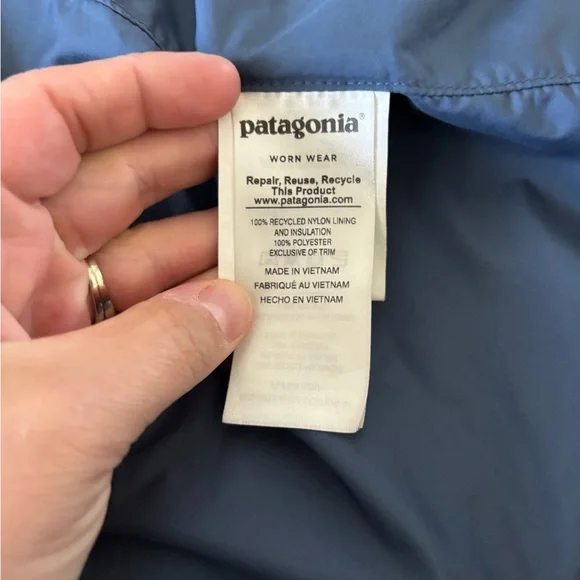 patagonia®
WORN WEAR
Repair, Reuse, Recycle
This Product
www.patagonia.com
100% RECYCLED NYLON LINING
AND INSULATION
100% POLYESTER
EXCLUSIVE OF TRIM
MADE IN VIETNAM
FABRIQUÉ AU VIETNAM
HECHO EN VIETNAM